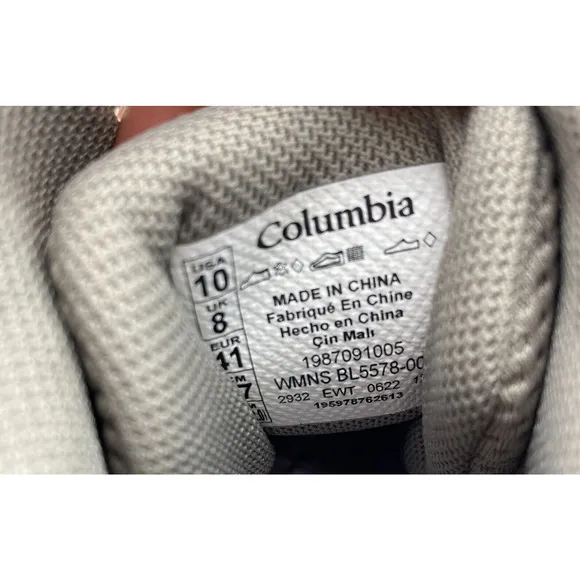 Columbia
USA
10
UK
8
EUR
41
MADE IN CHINA
Fabriqué En Chine
Hecho en China
Çin Malı
1987091005
WMNS BL5578-00
2932 EWT 0622
195978762613